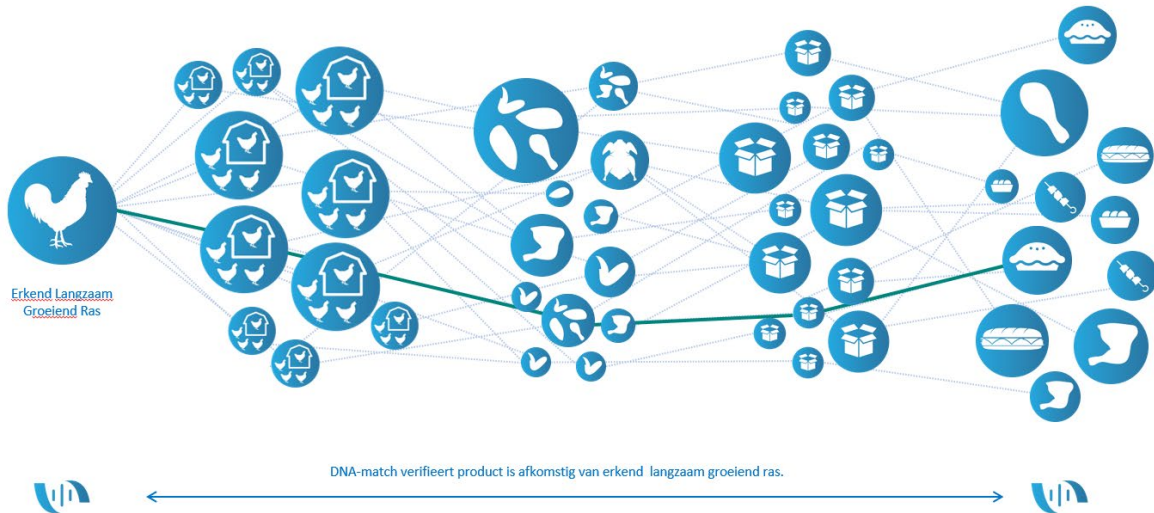 Erkend Langzaam
Groeiend Ras
DNA-match verifieert product is afkomstig van erkend langzaam groeiend ras.